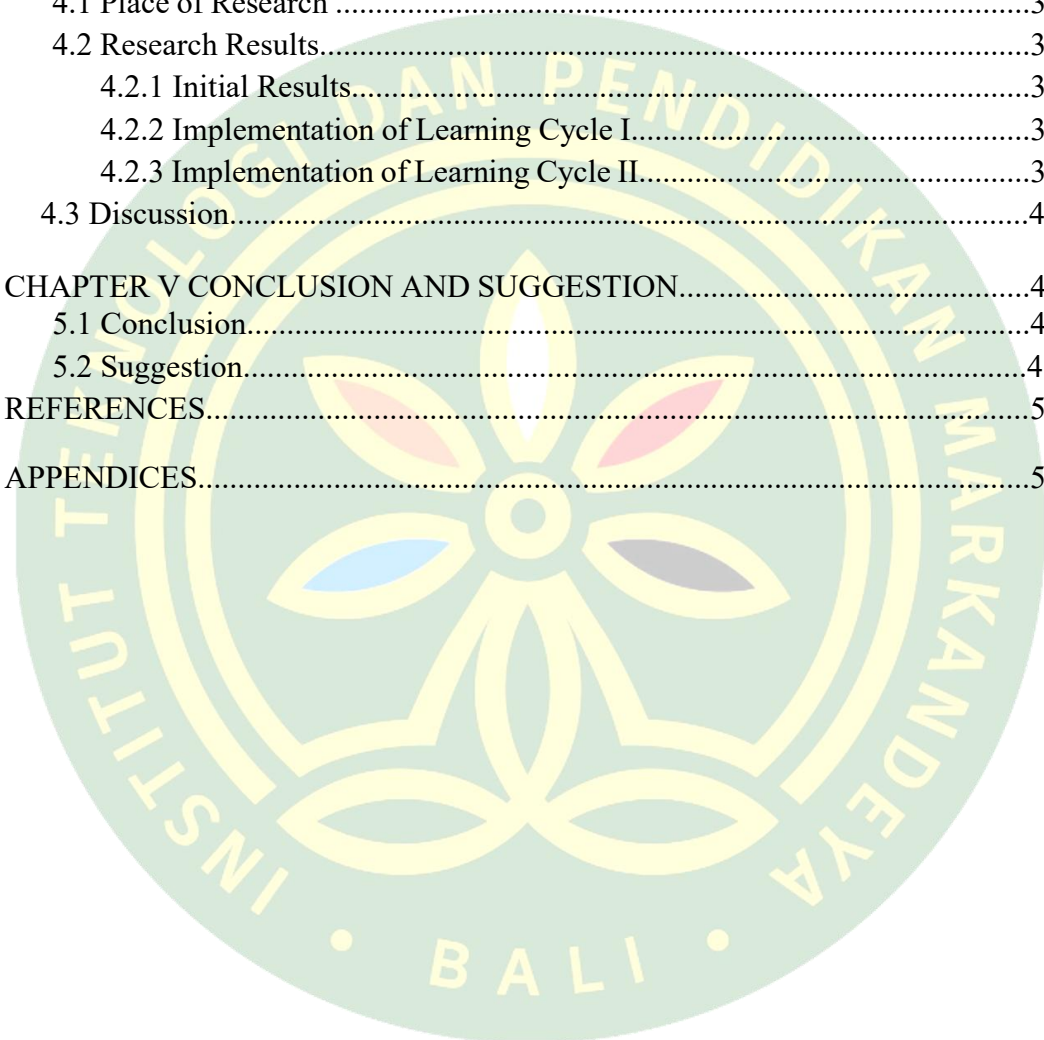 4.1 Place of Research ........................................................................................3
4.2 Research Results.........................................................................................3
4.2.1 Initial Results......................................................................................3
4.2.2 Implementation of Learning Cycle I..................................................3
4.2.3 Implementation of Learning Cycle II.................................................3
4.3 Discussion....................................................................................................4
CHAPTER V CONCLUSION AND SUGGESTION............................................4
5.1 Conclusion...................................................................................................4
5.2 Suggestion...................................................................................................4
REFERENCES.......................................................................................................5
APPENDICES........................................................................................................5
INSTITUT TEKNOLOGI DAN PENDIDIKAN MARKANDEYA
• BALI •